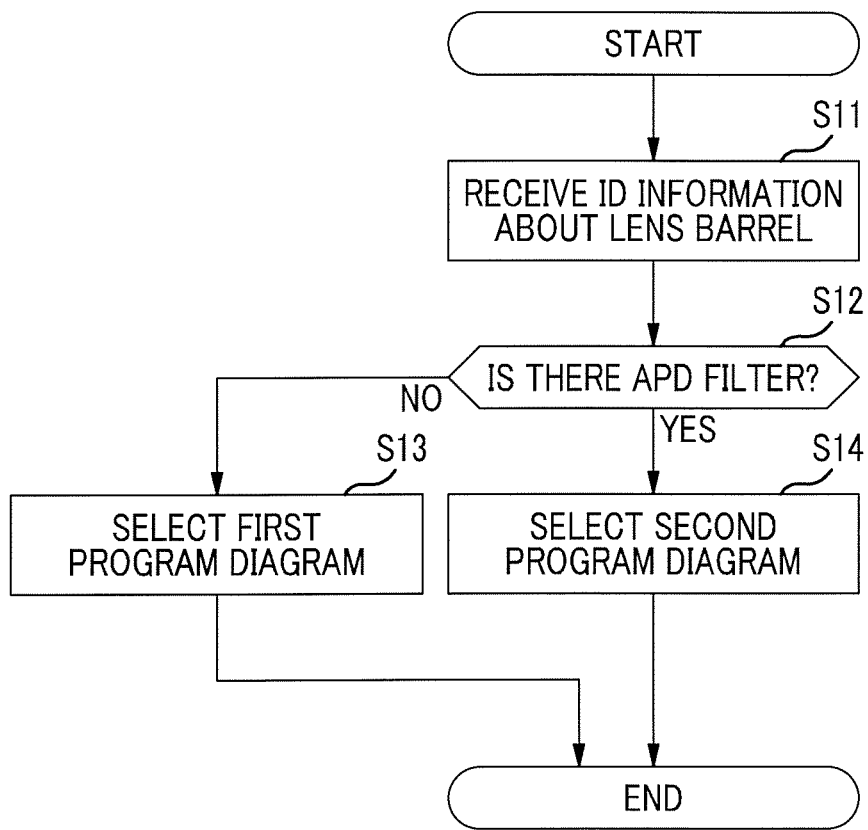 START
S11
RECEIVE ID INFORMATION
ABOUT LENS BARREL
S12
IS THERE APD FILTER?
NO
YES
S13
SELECT FIRST
PROGRAM DIAGRAM
S14
SELECT SECOND
PROGRAM DIAGRAM
END